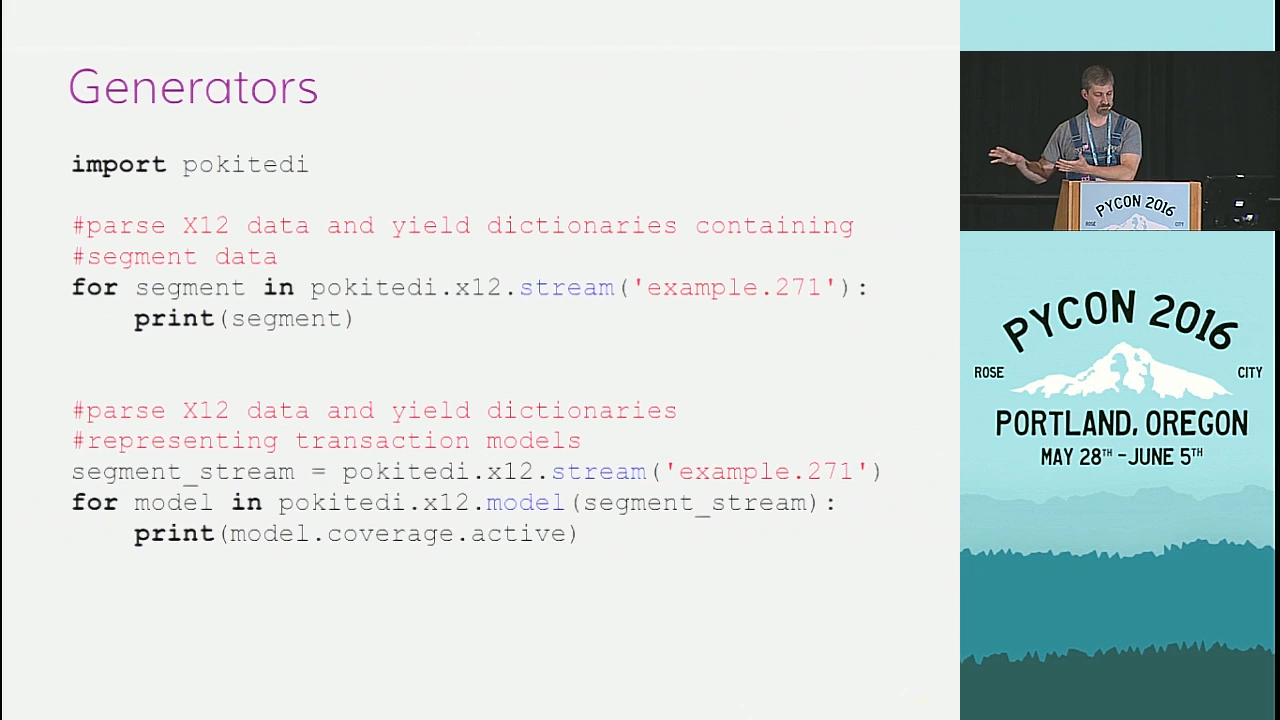 Generators
import pokitedi
#parse X12 data and yield dictionaries containing
#segment data
for segment in pokitedi.x12.stream('example.271'):
    print(segment)
#parse X12 data and yield dictionaries
#representing transaction models
segment_stream = pokitedi.x12.stream('example.271')
for model in pokitedi.x12.model(segment_stream):
    print(model.coverage.active)
PYCON 2016
ROSE CITY
PYCON 2016
ROSE CITY
PORTLAND, OREGON
MAY 28TH - JUNE 5TH